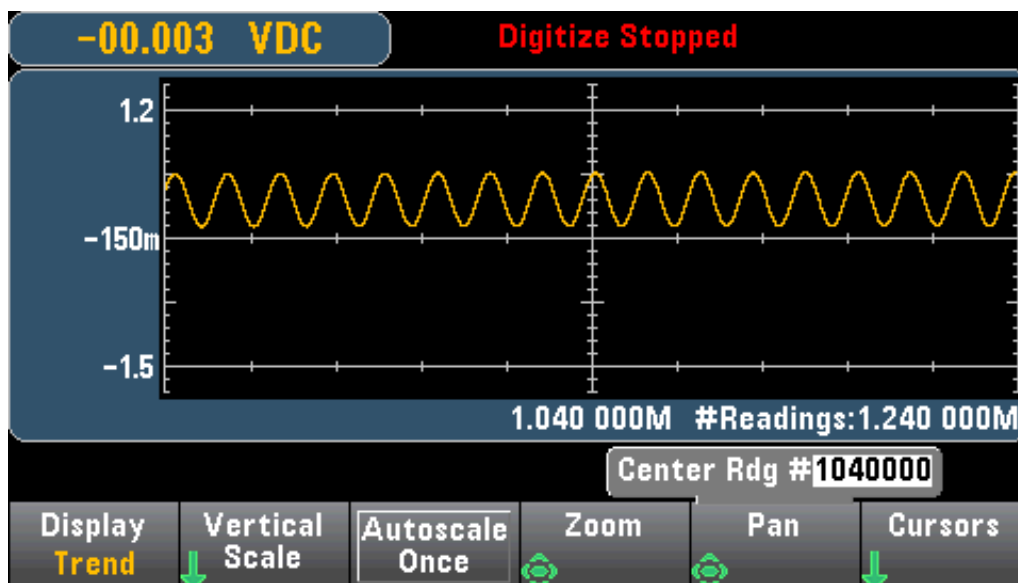 -00.003 VDC
Digitize Stopped
1.2
-150m
-1.5
1.040 000M #Readings:1.240 000M
Center Rdg #1040000
Display
Trend
Vertical
Scale
Autoscale
Once
Zoom
Pan
Cursors